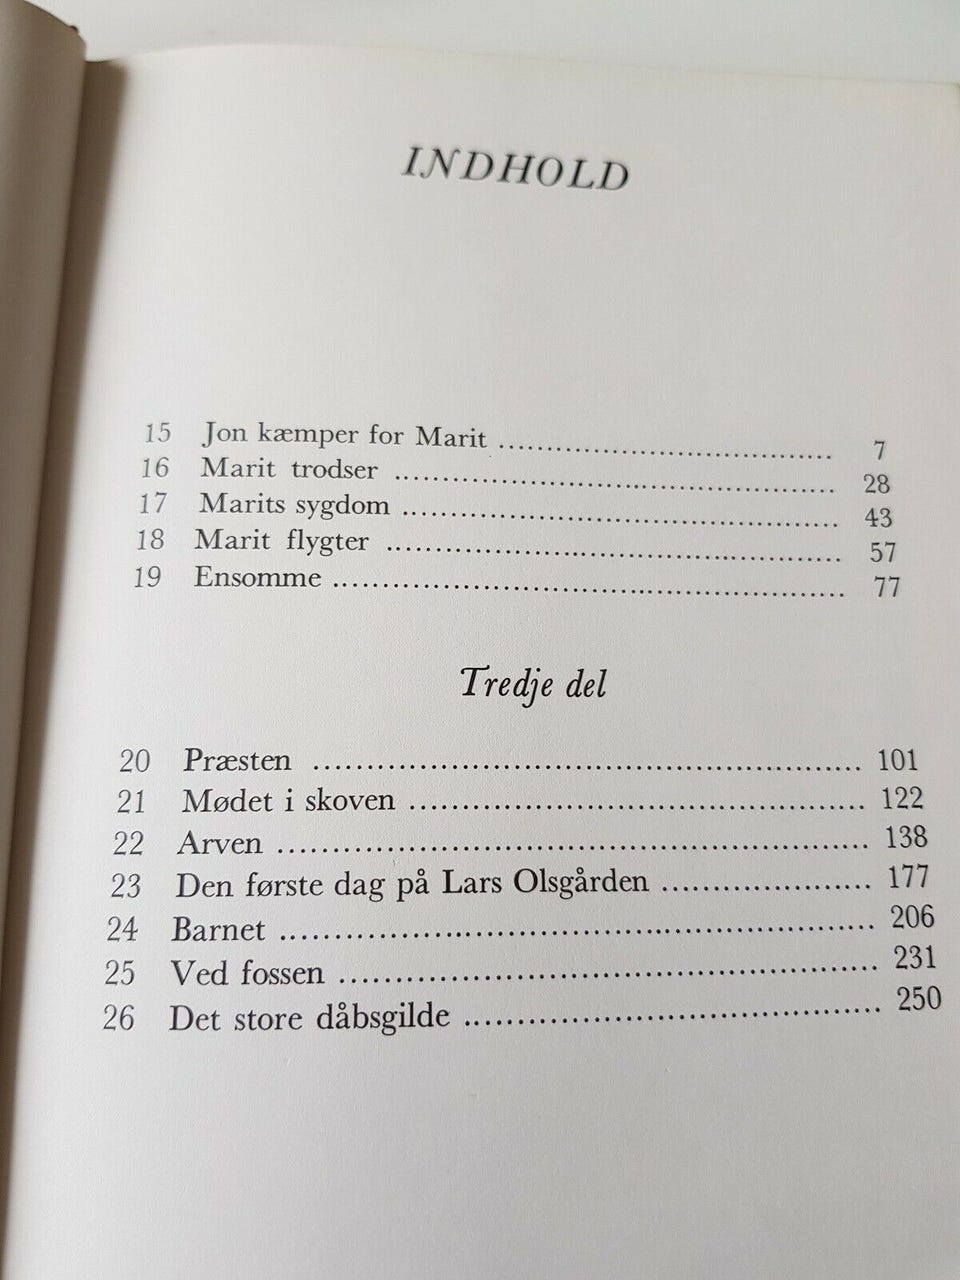 INDHOLD
15 Jon kæmper for Marit ................................ 7
16 Marit trodser .......................................... 28
17 Marits sygdom .......................................... 43
18 Marit flygter ........................................... 57
19 Ensomme ................................................ 77
Tredje del
20 Præsten .............................................. 101
21 Mødet i skoven ...................................... 122
22 Arven ................................................. 138
23 Den første dag på Lars Olsgården ................. 177
24 Barnet ................................................ 206
25 Ved fossen ........................................... 231
26 Det store dåbsgilde ................................. 250